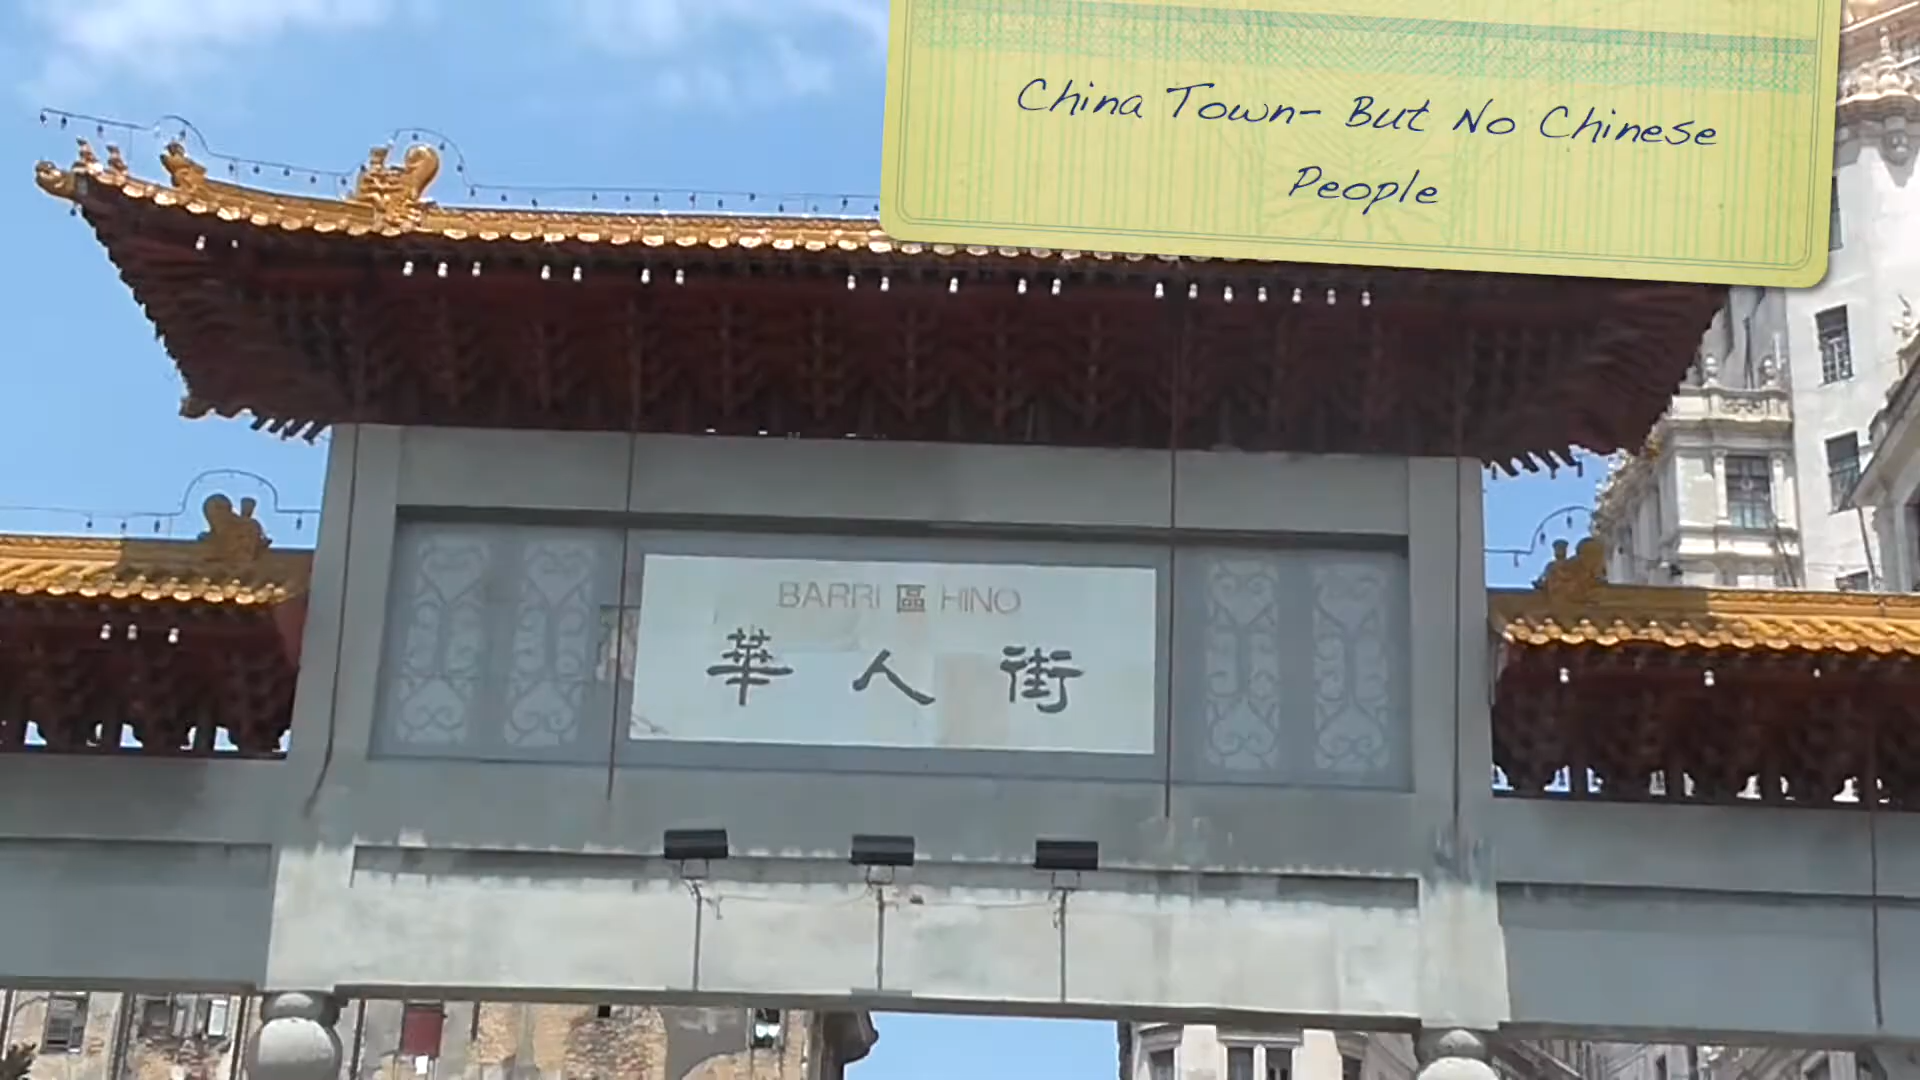 China Town- But No Chinese
People
BARRI 區 HINO
華人街